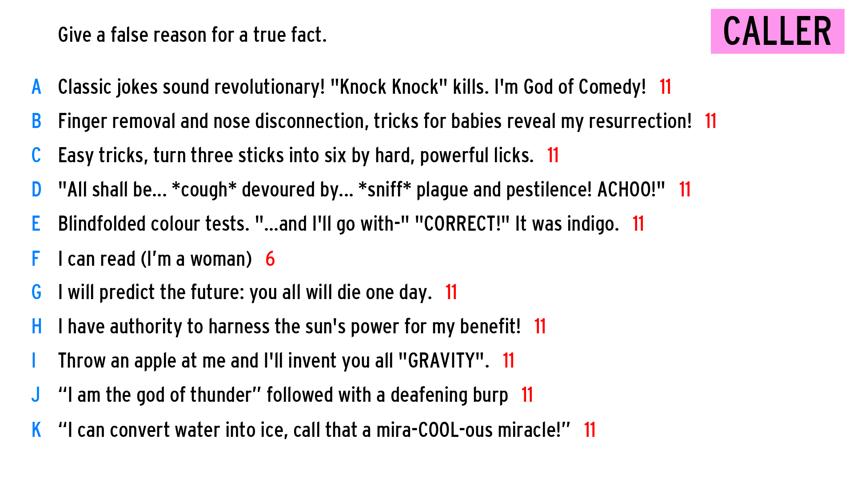 Give a false reason for a true fact.
CALLER
A Classic jokes sound revolutionary! "Knock Knock" kills. I'm God of Comedy! 11
B Finger removal and nose disconnection, tricks for babies reveal my resurrection! 11
C Easy tricks, turn three sticks into six by hard, powerful licks. 11
D "All shall be... *cough* devoured by... *sniff* plague and pestilence! ACHOO!" 11
E Blindfolded colour tests. "...and I'll go with-" "CORRECT!" It was indigo. 11
F I can read (I’m a woman) 6
G I will predict the future: you all will die one day. 11
H I have authority to harness the sun's power for my benefit! 11
I Throw an apple at me and I'll invent you all "GRAVITY". 11
J “I am the god of thunder” followed with a deafening burp 11
K “I can convert water into ice, call that a mira-COOL-ous miracle!” 11